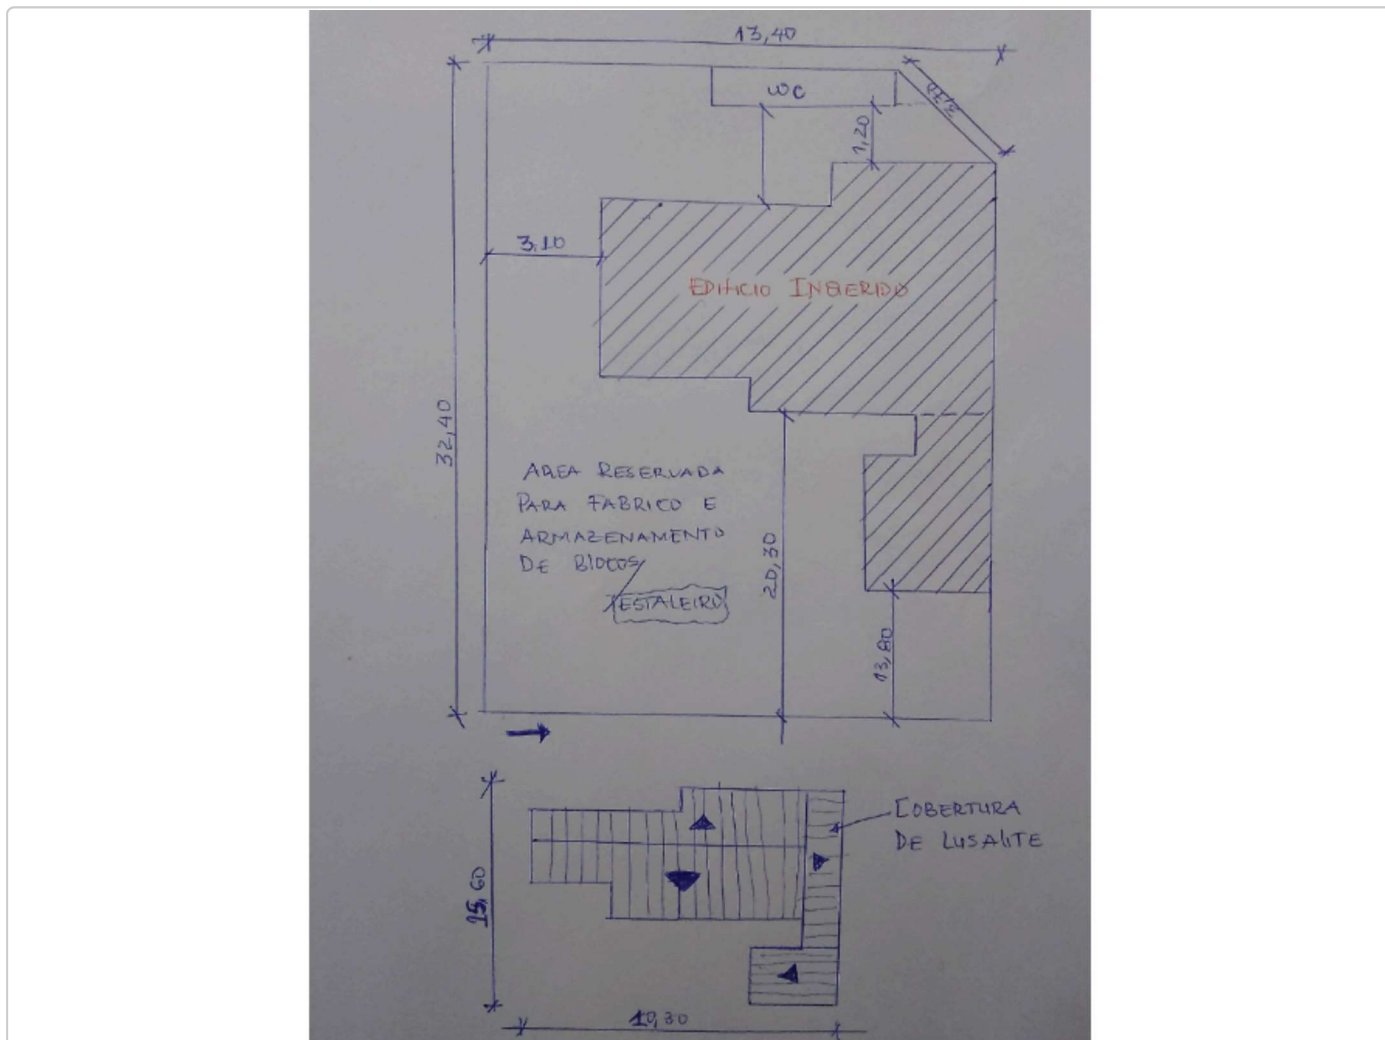 13,40
WC
1,20
3,10
EDIFICIO INSERIDO
32,40
AREA RESERVADA
PARA FABRICO E
ARMAZENAMENTO
DE BLOCOS
ESTALEIRO
20,30
13,80
COBERTURA
DE LUSALITE
15,60
10,30